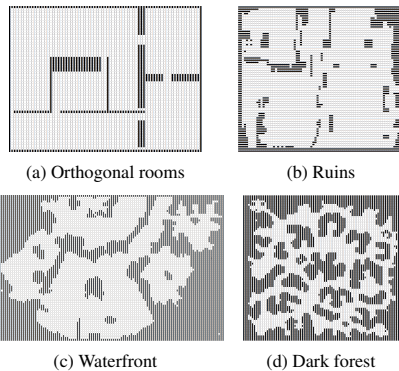 (a) Orthogonal rooms
(b) Ruins
(c) Waterfront
(d) Dark forest